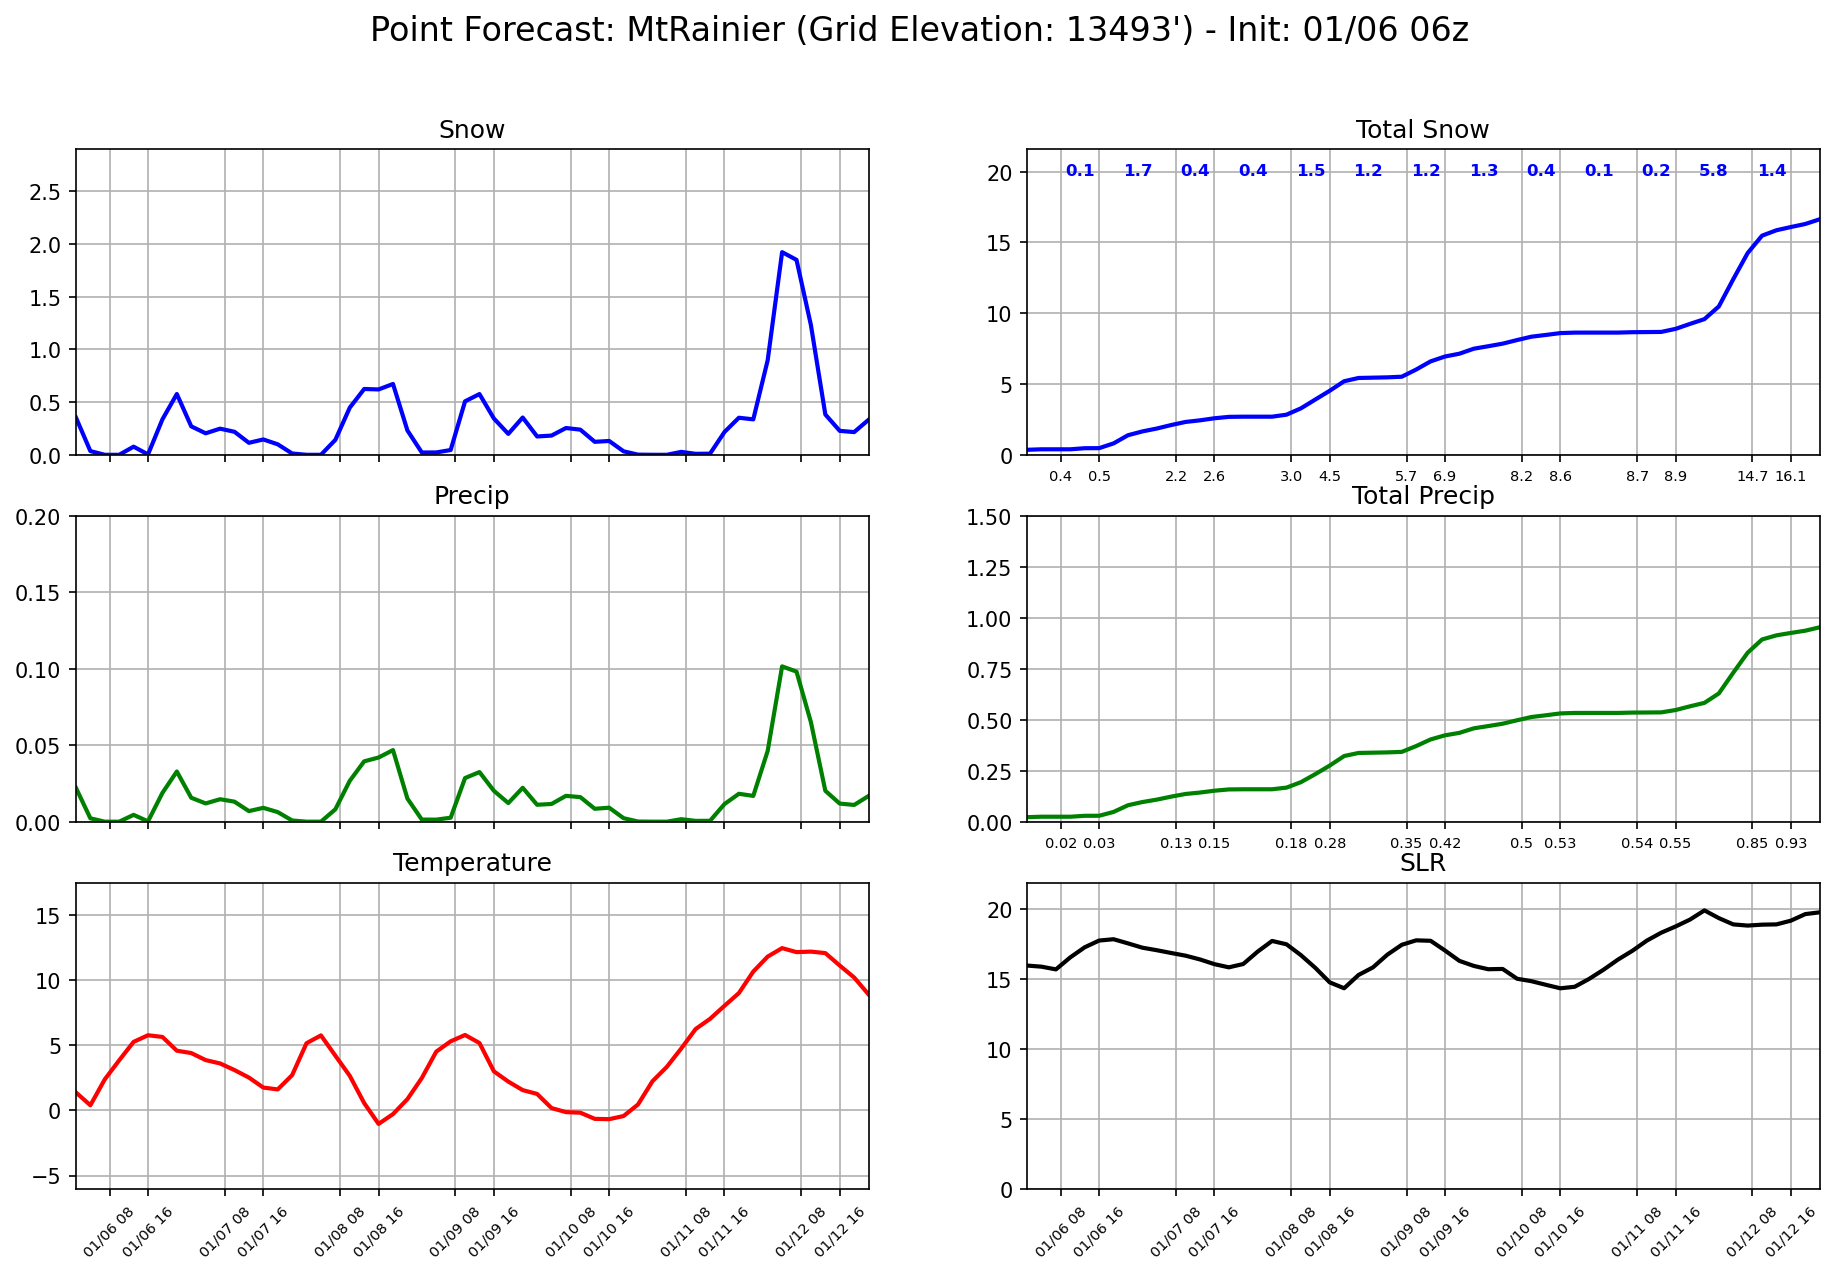 Point Forecast: MtRainier (Grid Elevation: 13493') - Init: 01/06 06z
Snow
2.5
2.0
1.5
1.0
0.5
0.0
Total Snow
20
15
10
5
0
0.1 1.7 0.4 0.4 1.5 1.2 1.2 1.3 0.4 0.1 0.2 5.8 1.4
0.4 0.5 2.2 2.6 3.0 4.5 5.7 6.9 8.2 8.6 8.7 8.9 14.7 16.1
Precip
0.20
0.15
0.10
0.05
0.00
Total Precip
1.50
1.25
1.00
0.75
0.50
0.25
0.00
0.02 0.03 0.13 0.15 0.18 0.28 0.35 0.42 0.5 0.53 0.54 0.55 0.85 0.93
Temperature
15
10
5
0
−5
01/06 08 01/06 16 01/07 08 01/07 16 01/08 08 01/08 16 01/09 08 01/09 16 01/10 08 01/10 16 01/11 08 01/11 16 01/12 08 01/12 16
SLR
20
15
10
5
0
01/06 08 01/06 16 01/07 08 01/07 16 01/08 08 01/08 16 01/09 08 01/09 16 01/10 08 01/10 16 01/11 08 01/11 16 01/12 08 01/12 16